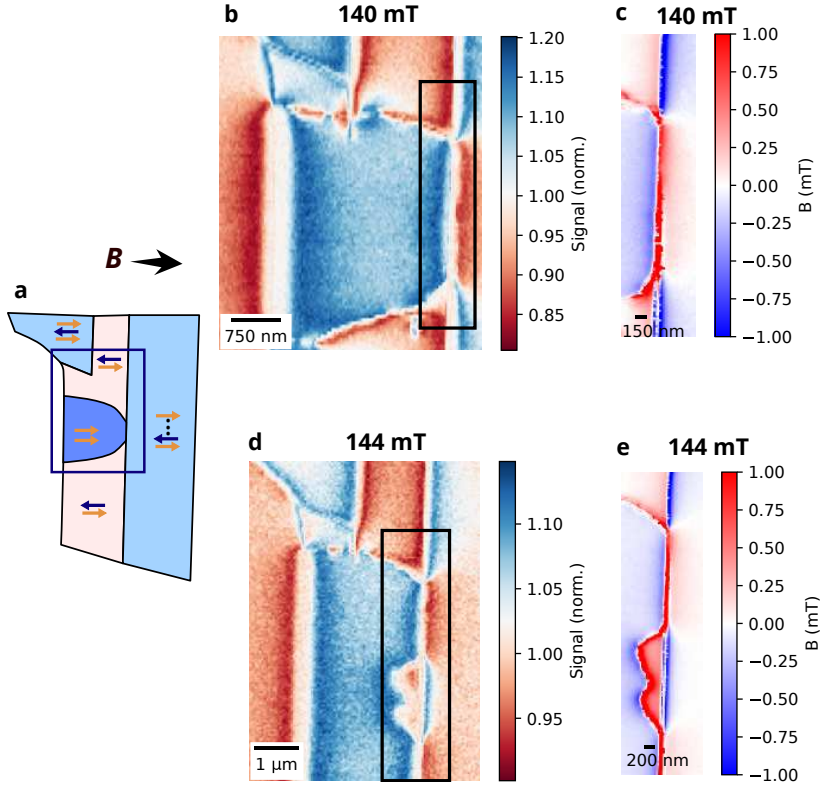 b 140 mT
1.20
1.15
1.10
1.05
1.00
0.95
0.90
0.85
Signal (norm.)
750 nm
c 140 mT
1.00
0.75
0.50
0.25
0.00
−0.25
−0.50
−0.75
−1.00
B (mT)
150 nm
B
a
d 144 mT
1.10
1.05
1.00
0.95
Signal (norm.)
1 μm
e 144 mT
1.00
0.75
0.50
0.25
0.00
−0.25
−0.50
−0.75
−1.00
B (mT)
200 nm